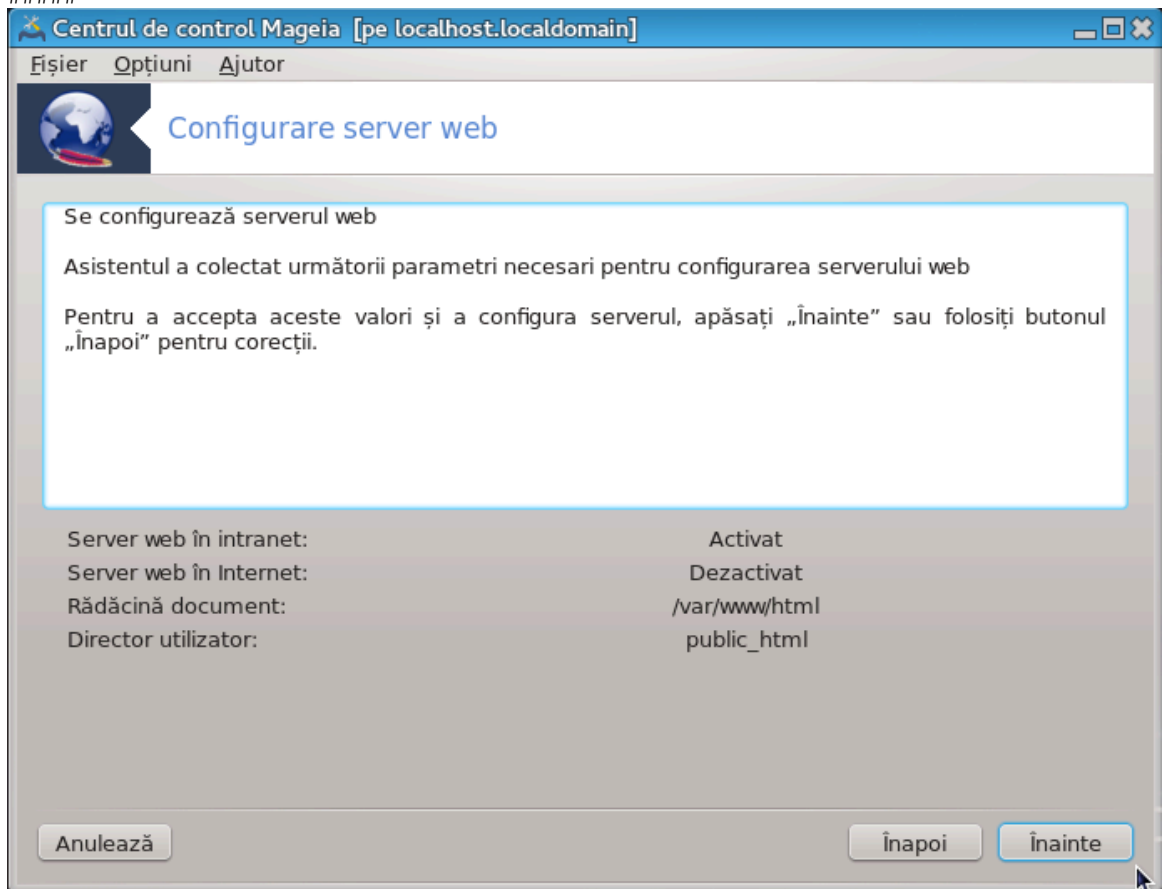 Centrul de control Mageia [pe localhost.localdomain]
Fișier Opțiuni Ajutor
Configurare server web
Se configurează serverul web
Asistentul a colectat următorii parametri necesari pentru configurarea serverului web
Pentru a accepta aceste valori și a configura serverul, apăsați „Înainte” sau folosiți butonul
„Înapoi” pentru corecții.
Server web în intranet: Activat
Server web în Internet: Dezactivat
Rădăcină document: /var/www/html
Director utilizator: public_html
Anulează Înapoi Înainte